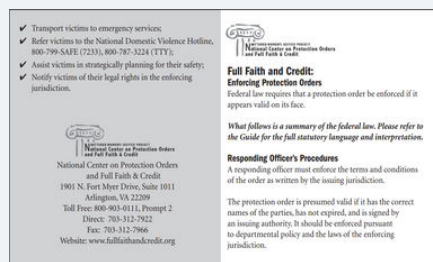 ✔ Transport victims to emergency services;
✔ Refer victims to the National Domestic Violence Hotline,
800-799-SAFE (7233), 800-787-3224 (TTY);
✔ Assist victims in strategically planning for their safety;
✔ Notify victims of their legal rights in the enforcing
jurisdiction.
BATTERED WOMEN'S JUSTICE PROJECT
National Center on Protection Orders
and Full Faith & Credit
National Center on Protection Orders
and Full Faith & Credit
1901 N. Fort Myer Drive, Suite 1011
Arlington, VA 22209
Toll Free: 800-903-0111, Prompt 2
Direct: 703-312-7922
Fax: 703-312-7966
Website: www.fullfaithandcredit.org
BATTERED WOMEN'S JUSTICE PROJECT
National Center on Protection Orders
and Full Faith & Credit
Full Faith and Credit:
Enforcing Protection Orders
Federal law requires that a protection order be enforced if it
appears valid on its face.
What follows is a summary of the federal law. Please refer to
the Guide for the full statutory language and interpretation.
Responding Officer's Procedures
A responding officer must enforce the terms and conditions
of the order as written by the issuing jurisdiction.
The protection order is presumed valid if it has the correct
names of the parties, has not expired, and is signed by
an issuing authority. It should be enforced pursuant
to departmental policy and the laws of the enforcing
jurisdiction.